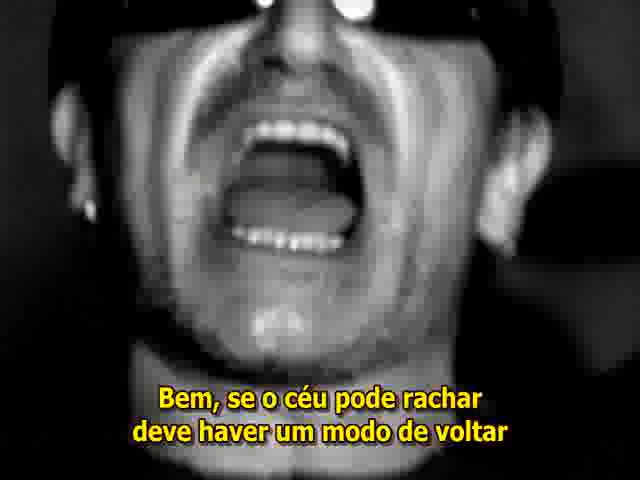 Bem, se o céu pode rachar
deve haver um modo de voltar